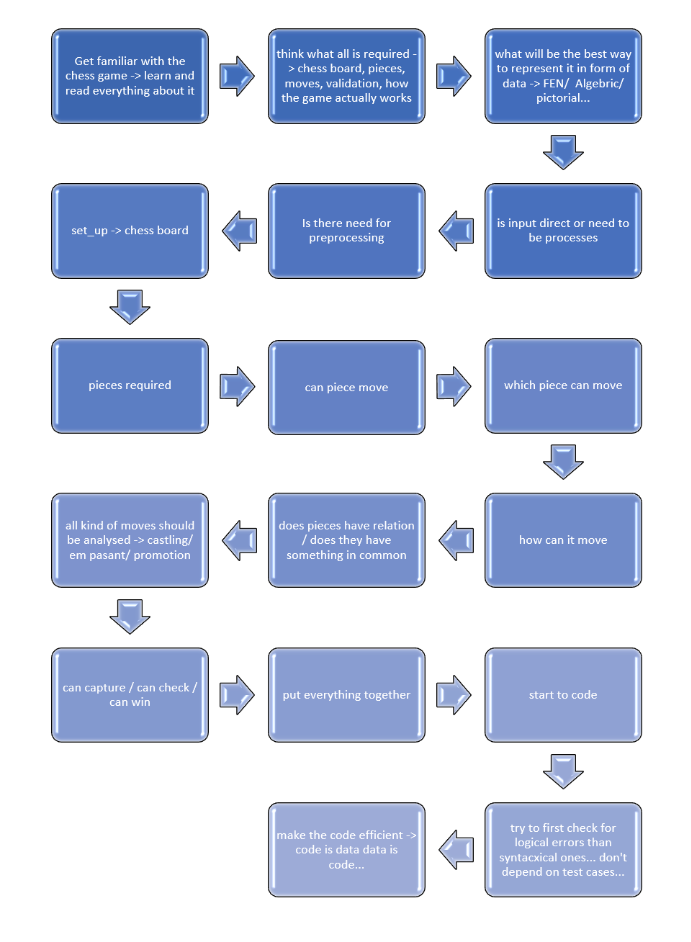 Get familiar with the
chess game -> learn and
read everything about it
think what all is required -
> chess board, pieces,
moves, validation, how
the game actually works
what will be the best way
to represent it in form of
data -> FEN/ Algebric/
pictorial...
is input direct or need to
be processes
Is there need for
preprocessing
set_up -> chess board
pieces required
can piece move
which piece can move
how can it move
does pieces have relation
/ does they have
something in common
all kind of moves should
be analysed -> castling/
em pasant/ promotion
can capture / can check /
can win
put everything together
start to code
try to first check for
logical errors than
syntacxical ones... don't
depend on test cases...
make the code efficient ->
code is data data is
code...